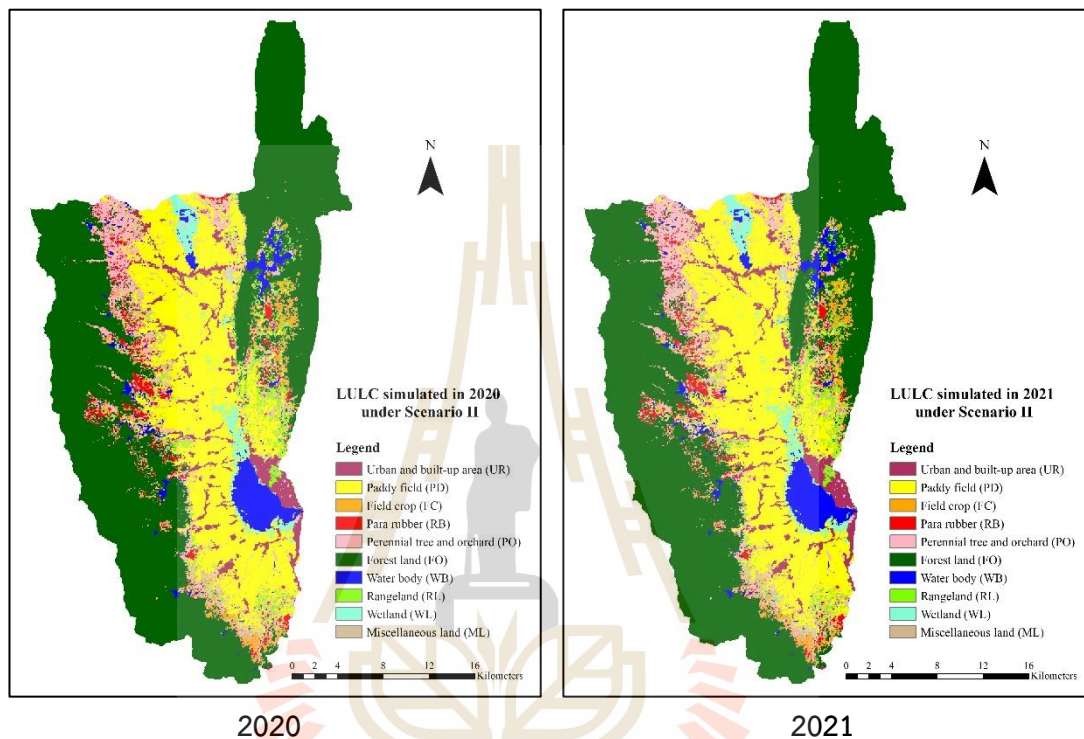 N
LULC simulated in 2020
under Scenario II
Legend
Urban and built-up area (UR)
Paddy field (PD)
Field crop (FC)
Para rubber (RB)
Perennial tree and orchard (PO)
Forest land (FO)
Water body (WB)
Rangeland (RL)
Wetland (WL)
Miscellaneous land (ML)
0 2 4 8 12 16
Kilometers
2020
N
LULC simulated in 2021
under Scenario II
Legend
Urban and built-up area (UR)
Paddy field (PD)
Field crop (FC)
Para rubber (RB)
Perennial tree and orchard (PO)
Forest land (FO)
Water body (WB)
Rangeland (RL)
Wetland (WL)
Miscellaneous land (ML)
0 2 4 8 12 16
Kilometers
2021